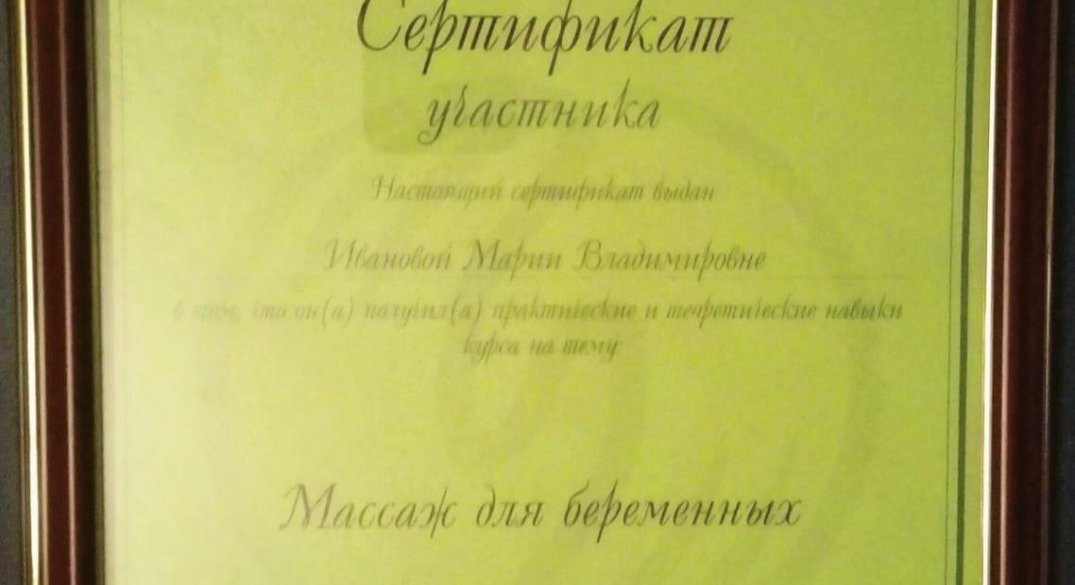 Сертификат
участника
Настоящий сертификат выдан
Ивановой Марии Владимировне
в том, что он(а) получил(а) практические и теоретические навыки
курса на тему:
Массаж для беременных